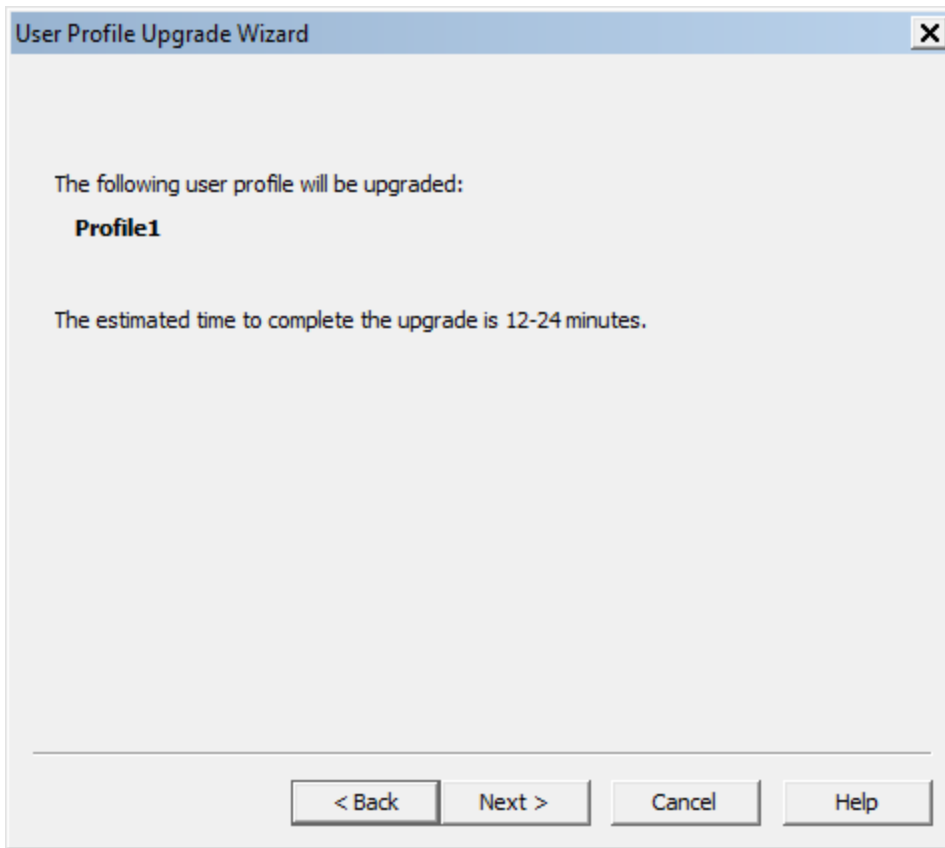 User Profile Upgrade Wizard
The following user profile will be upgraded:
Profile1
The estimated time to complete the upgrade is 12-24 minutes.
< Back Next > Cancel Help